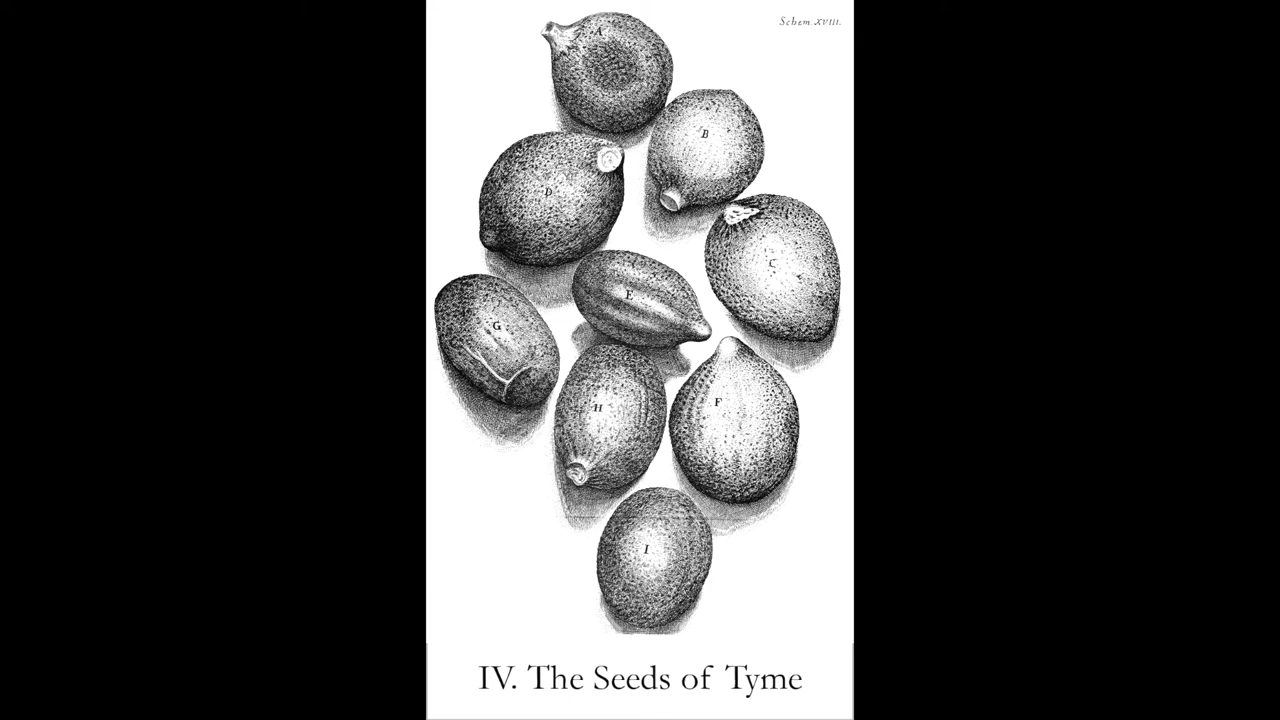 Schem XVIII.
A
B
D
C
E
G
F
H
I
IV. The Seeds of Tyme